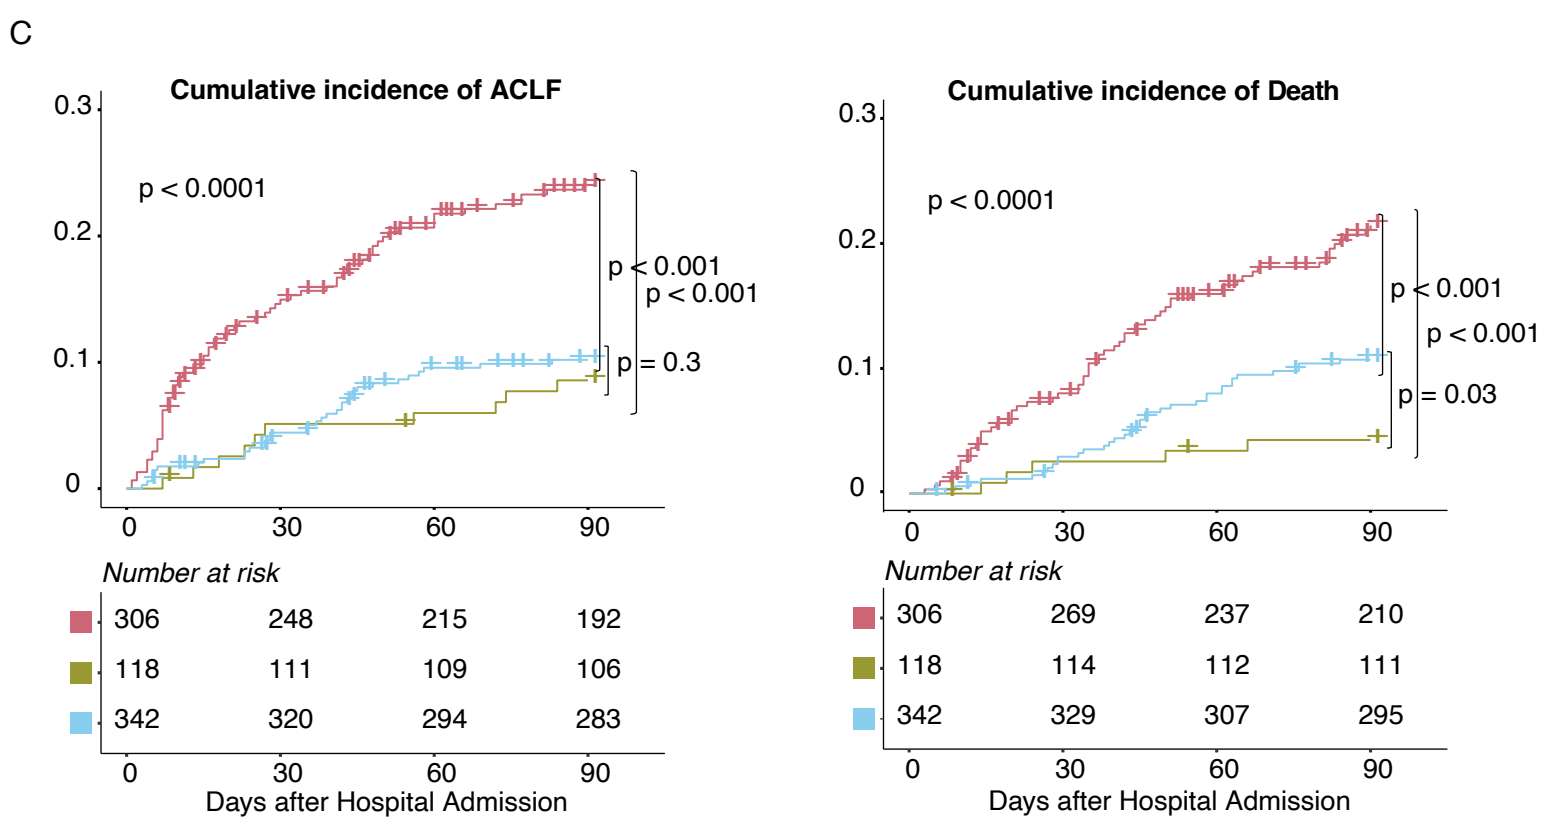 C
Cumulative incidence of ACLF
0.3
0.2
0.1
0
p < 0.0001
p < 0.001
p < 0.001
p = 0.3
0 30 60 90
Number at risk
306 248 215 192
118 111 109 106
342 320 294 283
0 30 60 90
Days after Hospital Admission
Cumulative incidence of Death
0.3
0.2
0.1
0
p < 0.0001
p < 0.001
p < 0.001
p = 0.03
0 30 60 90
Number at risk
306 269 237 210
118 114 112 111
342 329 307 295
0 30 60 90
Days after Hospital Admission